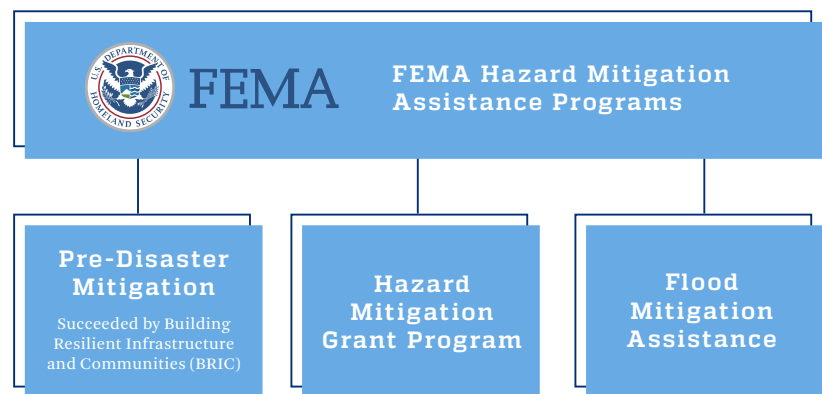 U.S. DEPARTMENT OF
HOMELAND SECURITY
FEMA
FEMA Hazard Mitigation
Assistance Programs
Pre-Disaster
Mitigation
Succeeded by Building
Resilient Infrastructure
and Communities (BRIC)
Hazard
Mitigation
Grant Program
Flood
Mitigation
Assistance